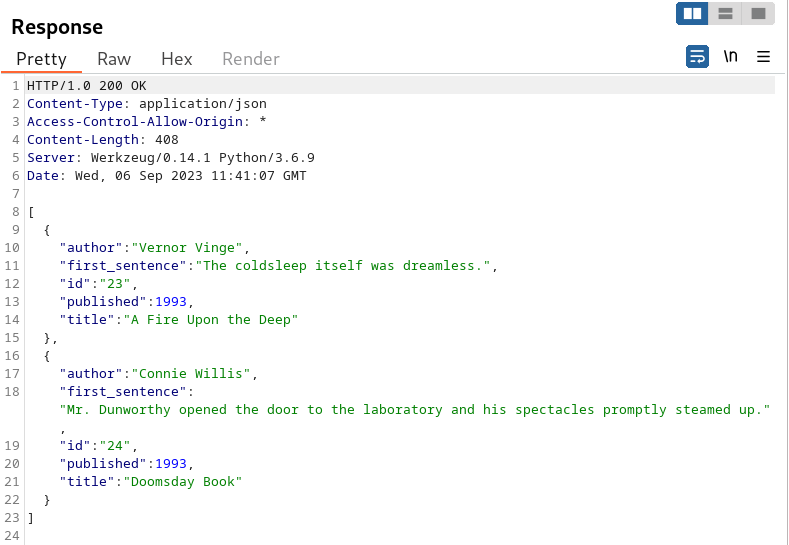 Response
Pretty Raw Hex Render \n
1 HTTP/1.0 200 OK
2 Content-Type: application/json
3 Access-Control-Allow-Origin: *
4 Content-Length: 408
5 Server: Werkzeug/0.14.1 Python/3.6.9
6 Date: Wed, 06 Sep 2023 11:41:07 GMT
7
8 [
9   {
10     "author":"Vernor Vinge",
11     "first_sentence":"The coldsleep itself was dreamless.",
12     "id":"23",
13     "published":1993,
14     "title":"A Fire Upon the Deep"
15   },
16   {
17     "author":"Connie Willis",
18     "first_sentence":
    "Mr. Dunworthy opened the door to the laboratory and his spectacles promptly steamed up."
    ,
19     "id":"24",
20     "published":1993,
21     "title":"Doomsday Book"
22   }
23 ]
24